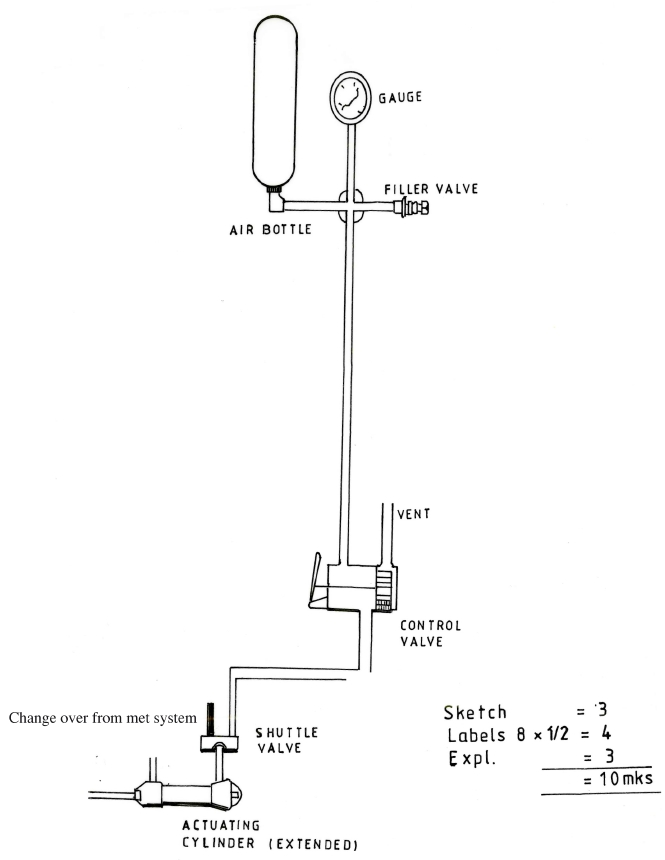 GAUGE
FILLER VALVE
AIR BOTTLE
VENT
CONTROL
VALVE
Change over from met system
SHUTTLE
VALVE
Sketch = 3
Labels 8 × 1/2 = 4
Expl. = 3
= 10 mks
ACTUATING
CYLINDER (EXTENDED)